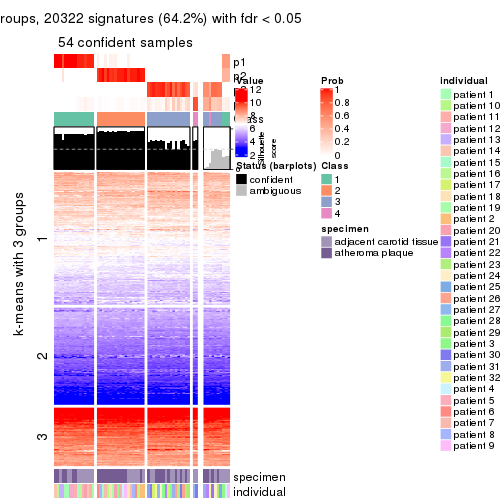 roups, 20322 signatures (64.2%) with fdr < 0.05
54 confident samples
p1
p2
Value
12
10
8
6
4
2
Prob
1
0.8
0.6
0.4
0.2
0
Silhouette
score
Status (barplots)
confident
ambiguous
Class
1
2
3
4
specimen
adjacent carotid tissue
atheroma plaque
individual
patient 1
patient 10
patient 11
patient 12
patient 13
patient 14
patient 15
patient 16
patient 17
patient 18
patient 19
patient 2
patient 20
patient 21
patient 22
patient 23
patient 24
patient 25
patient 26
patient 27
patient 28
patient 29
patient 3
patient 30
patient 31
patient 32
patient 4
patient 5
patient 6
patient 7
patient 8
patient 9
k-means with 3 groups
1
2
3
specimen
individual